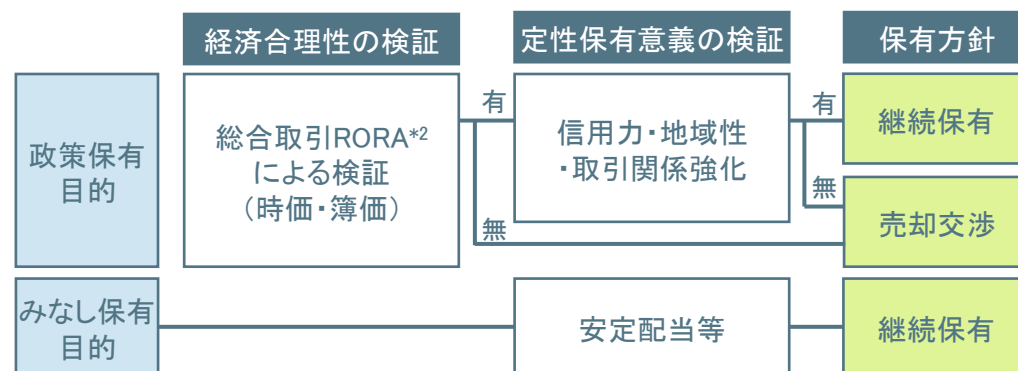 経済合理性の検証
定性保有意義の検証
保有方針
政策保有
目的
総合取引RORA*2
による検証
（時価・簿価）
有
無
信用力・地域性
・取引関係強化
有
無
継続保有
売却交渉
みなし保有
目的
安定配当等
継続保有